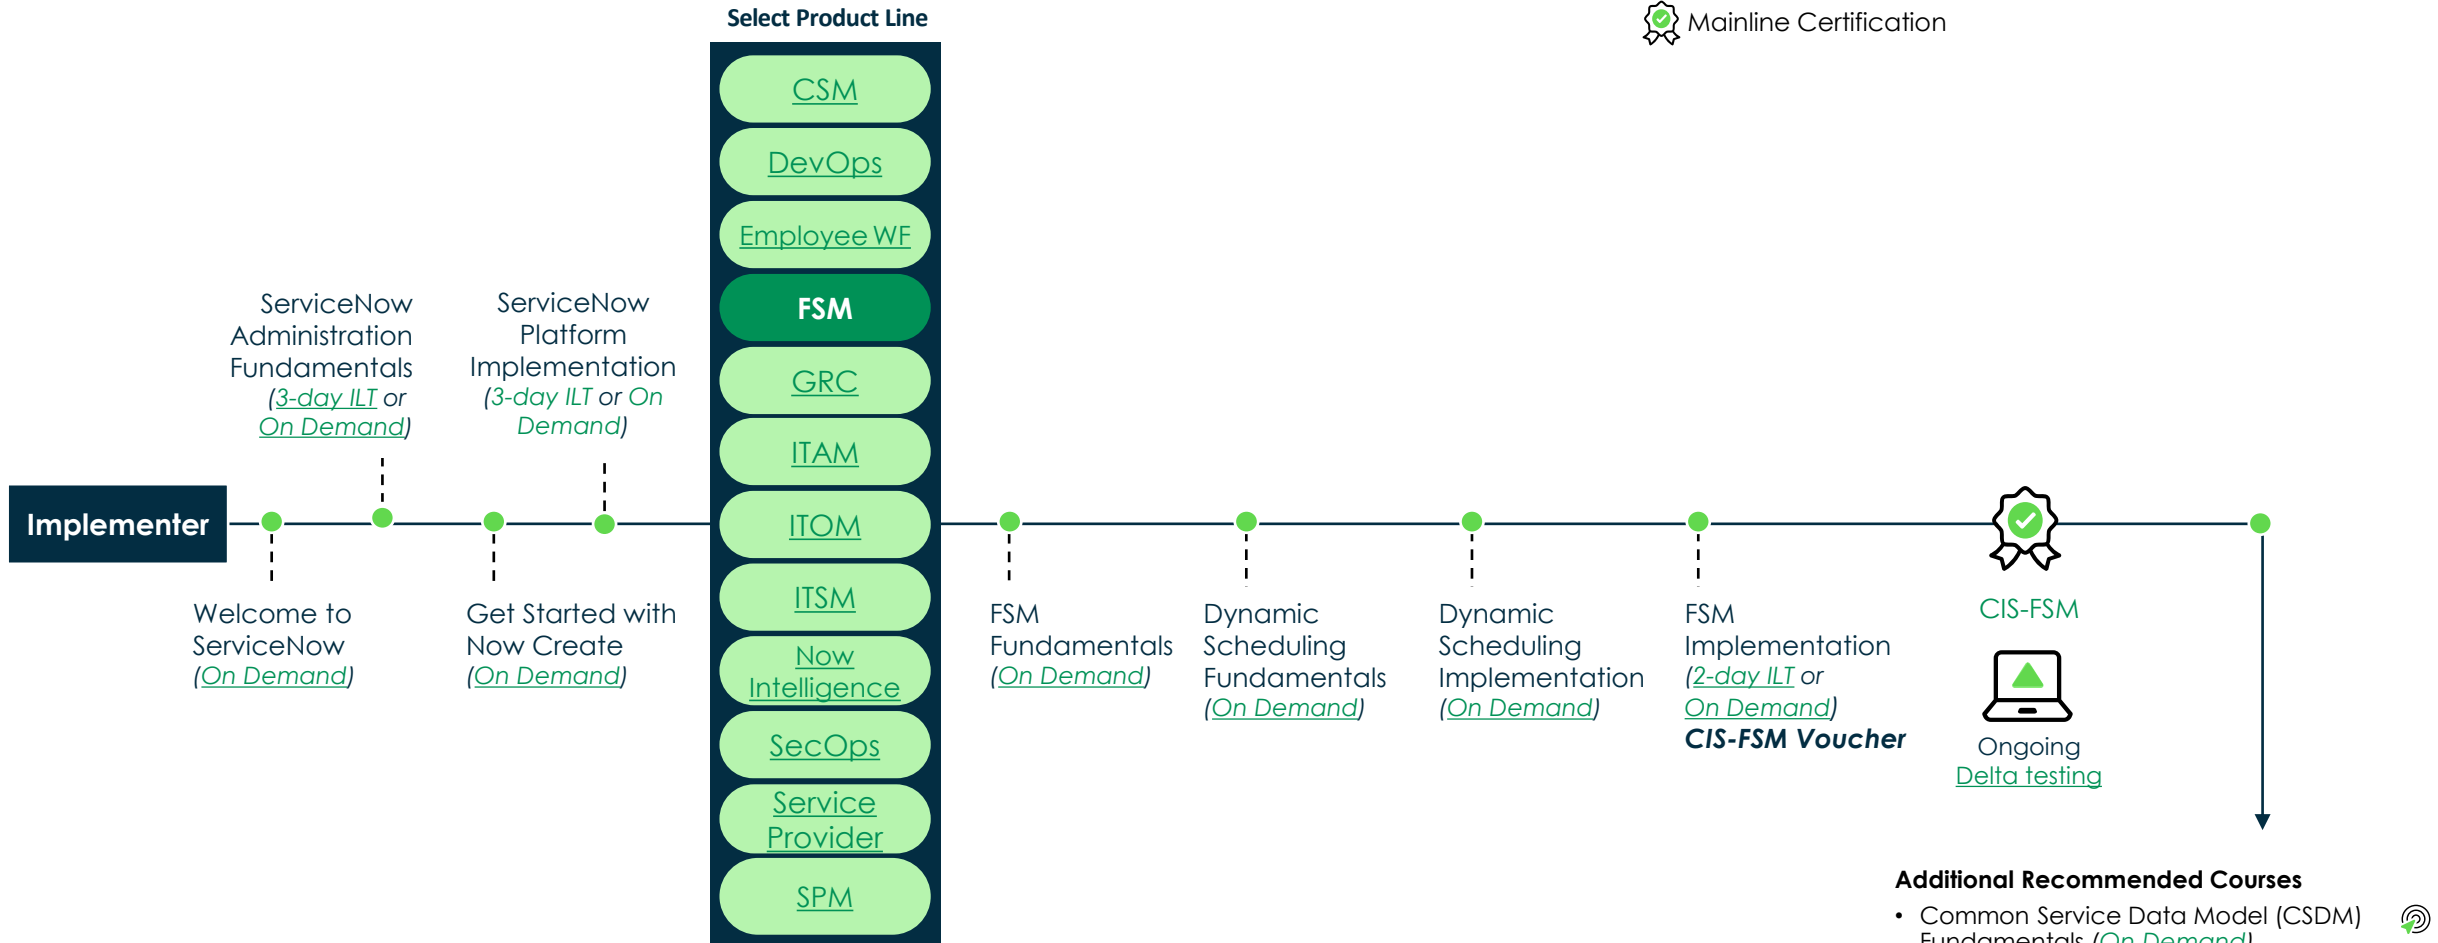 Select Product Line
Mainline Certification
CSM
DevOps
Employee WF
FSM
GRC
ITAM
ITOM
ITSM
Now
Intelligence
SecOps
Service
Provider
SPM
Implementer
ServiceNow
Administration
Fundamentals
(3-day ILT or
On Demand)
ServiceNow
Platform
Implementation
(3-day ILT or On
Demand)
Welcome to
ServiceNow
(On Demand)
Get Started with
Now Create
(On Demand)
FSM
Fundamentals
(On Demand)
Dynamic
Scheduling
Fundamentals
(On Demand)
Dynamic
Scheduling
Implementation
(On Demand)
FSM
Implementation
(2-day ILT or
On Demand)
CIS-FSM Voucher
CIS-FSM
Ongoing
Delta testing
Additional Recommended Courses
• Common Service Data Model (CSDM)
Fundamentals (On Demand)